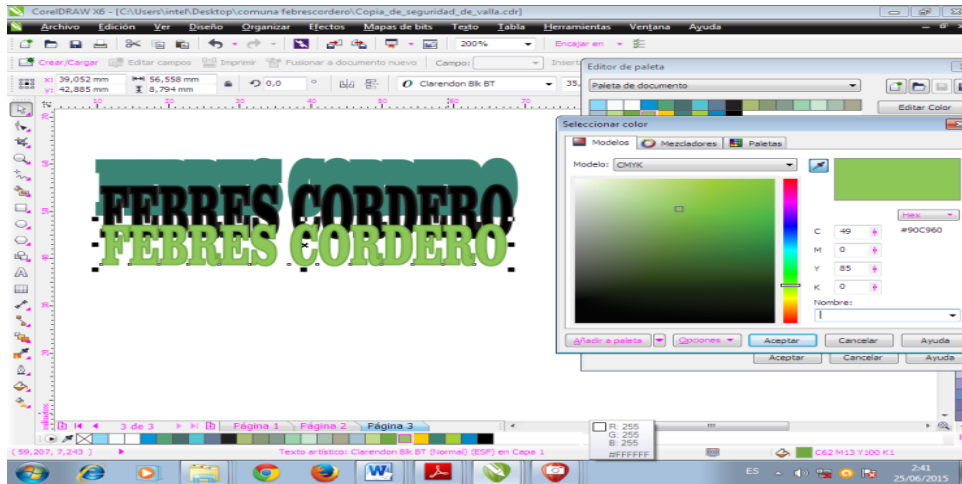 CorelDRAW X6 - [C:\Users\intel\Desktop\comuna febrescordero\Copia_de_seguridad_de_valla.cdr]
Archivo Edición Ver Diseño Organizar Efectos Mapas de bits Texto Tabla Herramientas Ventana Ayuda
200% Encajar en
Crear/Cargar Editar campos Imprimir Fusionar a documento nuevo Campo:
Editor de paleta
x: 39,052 mm 56,558 mm 0,0 ° Clarendon Blk BT 35,
y: 42,885 mm 8,794 mm
Paleta de documento
Editar Color
Seleccionar color
Modelos Mezcladores Paletas
Modelo: CMYK
Hex
C 49 #90C960
M 0
Y 85
K 0
Nombre:
Añadir a paleta Opciones Aceptar Cancelar Ayuda
Aceptar Cancelar Ayuda
FEBRES CORDERO
FEBRES CORDERO
3 de 3 Página 1 Página 2 Página 3
R: 255
G: 255
B: 255
#FFFFFF
( 59,207, 7,243 ) Texto artístico: Clarendon Blk BT (Normal) (ESP) en Capa 1 C62 M13 Y100 K1
ES 2:41
25/06/2015